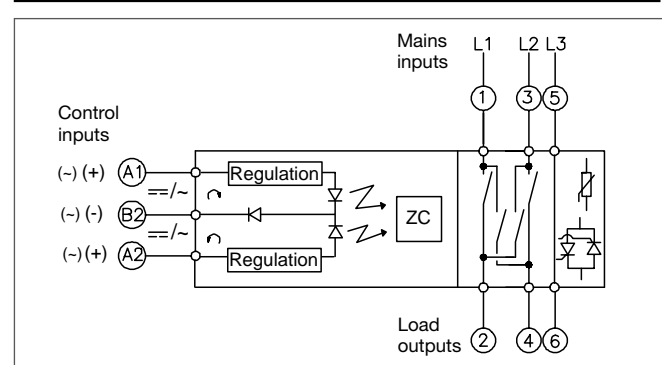 Mains
inputs
L1 L2 L3
1 3 5
Control
inputs
(~) (+) A1 Regulation
==/~
(~) (-) B2 ZC
==/~
(~) (+) A2 Regulation
Load
outputs
2 4 6